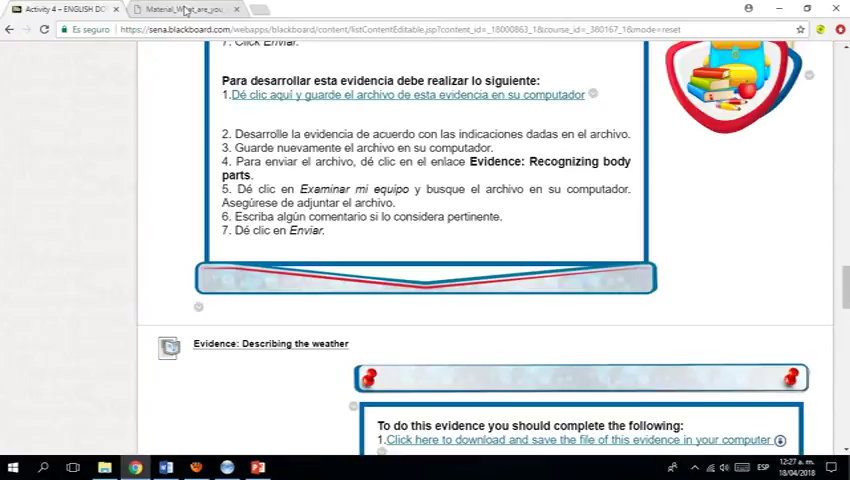 Activity 4 – ENGLISH DO
Material_What_are_you
Es seguro
https://sena.blackboard.com/webapps/blackboard/content/listContentEditable.jsp?content_id=_18000863_1&course_id=_380167_1&mode=reset
7. Click Enviar.
Para desarrollar esta evidencia debe realizar lo siguiente:
1.Dé clic aquí y guarde el archivo de esta evidencia en su computador
2. Desarrolle la evidencia de acuerdo con las indicaciones dadas en el archivo.
3. Guarde nuevamente el archivo en su computador.
4. Para enviar el archivo, dé clic en el enlace Evidence: Recognizing body
parts.
5. Dé clic en Examinar mi equipo y busque el archivo en su computador.
Asegúrese de adjuntar el archivo.
6. Escriba algún comentario si lo considera pertinente.
7. Dé clic en Enviar.
Evidence: Describing the weather
To do this evidence you should complete the following:
1.Click here to download and save the file of this evidence in your computer
ESP
12:27 a. m.
18/04/2018